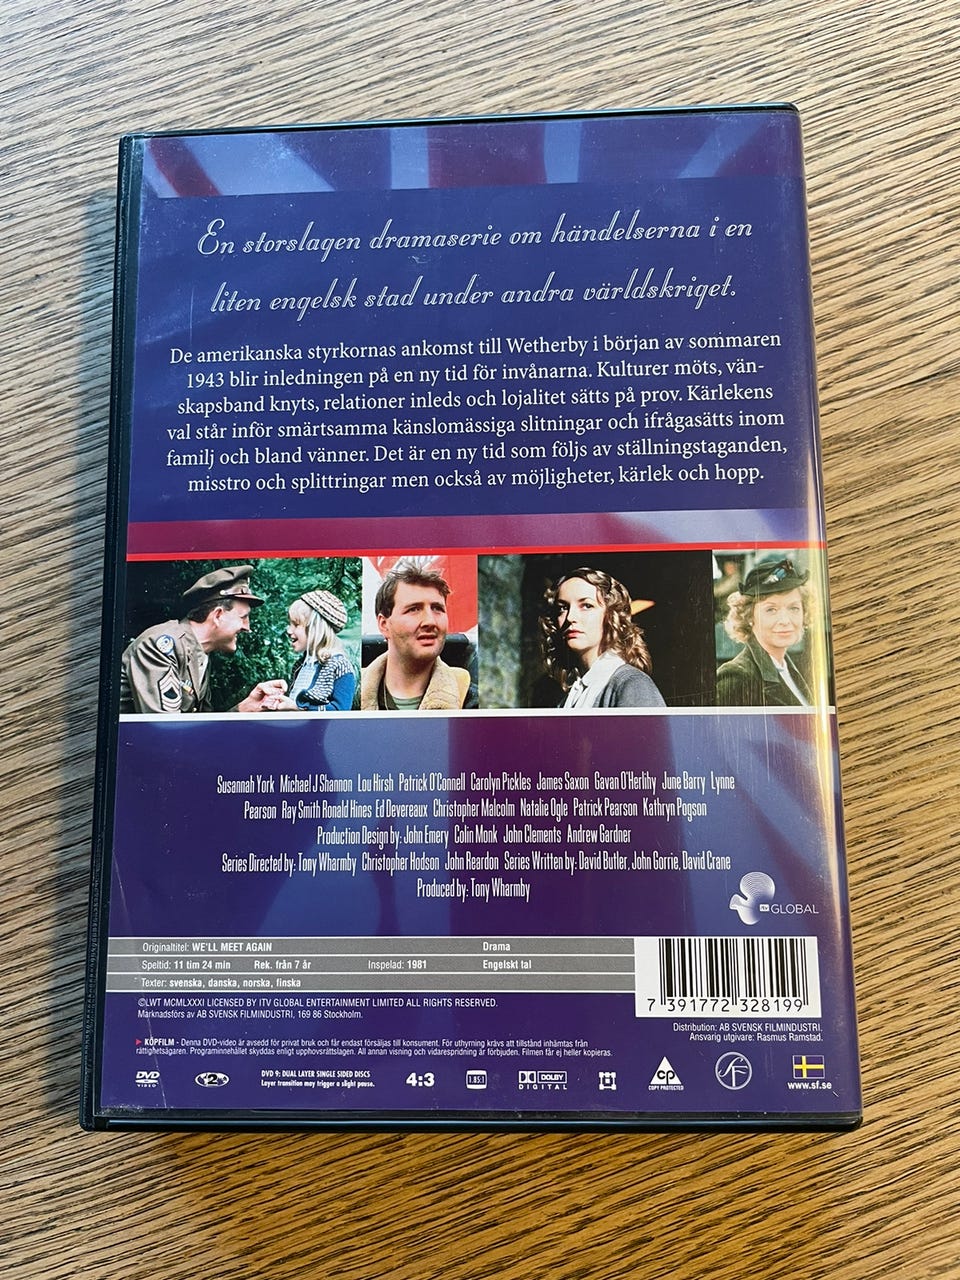 En storslagen dramaserie om händelserna i en
liten engelsk stad under andra världskriget.
De amerikanska styrkornas ankomst till Wetherby i början av sommaren
1943 blir inledningen på en ny tid för invånarna. Kulturer möts, vän-
skapsband knyts, relationer inleds och lojalitet sätts på prov. Kärlekens
val står inför smärtsamma känslomässiga slitningar och ifrågasätts inom
familj och bland vänner. Det är en ny tid som följs av ställningstaganden,
misstro och splittringar men också av möjligheter, kärlek och hopp.
Susannah York Michael J Shannon Lou Hirsh Patrick O'Connell Carolyn Pickles James Saxon Gavan O'Herlihy June Barry Lynne
Pearson Ray Smith Ronald Hines Ed Devereaux Christopher Malcolm Natalie Ogle Patrick Pearson Kathryn Pogson
Production Design by: John Emery Colin Monk John Clements Andrew Gardner
Series Directed by: Tony Wharmby Christopher Hodson John Reardon Series Written by: David Butler, John Gorrie, David Crane
Produced by: Tony Wharmby
itv GLOBAL
Originaltitel: WE'LL MEET AGAIN Drama
Speltid: 11 tim 24 min Rek. från 7 år Inspelad: 1981 Engelskt tal
Texter: svenska, danska, norska, finska
7 391772 328199
©LWT MCMLXXXI LICENSED BY ITV GLOBAL ENTERTAINMENT LIMITED ALL RIGHTS RESERVED.
Marknadsförs av AB SVENSK FILMINDUSTRI, 169 86 Stockholm.
Distribution: AB SVENSK FILMINDUSTRI.
Ansvarig utgivare: Rasmus Ramstad.
KÖPFILM - Denna DVD-video är avsedd för privat bruk och får endast försäljas till konsument. För uthyrning krävs att tillstånd inhämtas från
rättighetsägaren. Programinnehållet skyddas enligt upphovsrättslagen. All annan visning och vidarespridning är förbjuden. Filmen får ej heller kopieras.
DVD VIDEO
2
DVD 9: DUAL LAYER SINGLE SIDED DISCS
Layer transition may trigger a slight pause.
4:3
1.85:1
DOLBY DIGITAL
CP
COPY PROTECTED
SF
www.sf.se